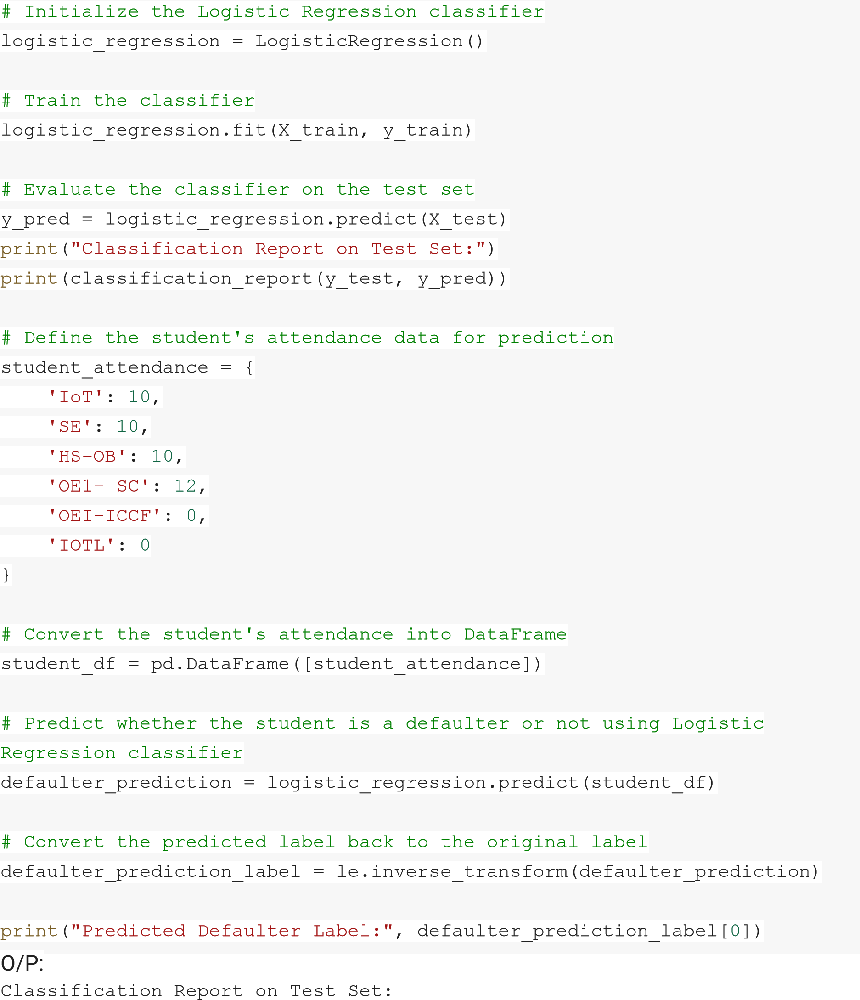 # Initialize the Logistic Regression classifier
logistic_regression = LogisticRegression()
# Train the classifier
logistic_regression.fit(X_train, y_train)
# Evaluate the classifier on the test set
y_pred = logistic_regression.predict(X_test)
print("Classification Report on Test Set:")
print(classification_report(y_test, y_pred))
# Define the student's attendance data for prediction
student_attendance = {
    'IoT': 10,
    'SE': 10,
    'HS-OB': 10,
    'OE1- SC': 12,
    'OEI-ICCF': 0,
    'IOTL': 0
}
# Convert the student's attendance into DataFrame
student_df = pd.DataFrame([student_attendance])
# Predict whether the student is a defaulter or not using Logistic
Regression classifier
defaulter_prediction = logistic_regression.predict(student_df)
# Convert the predicted label back to the original label
defaulter_prediction_label = le.inverse_transform(defaulter_prediction)
print("Predicted Defaulter Label:", defaulter_prediction_label[0])
O/P:
Classification Report on Test Set: